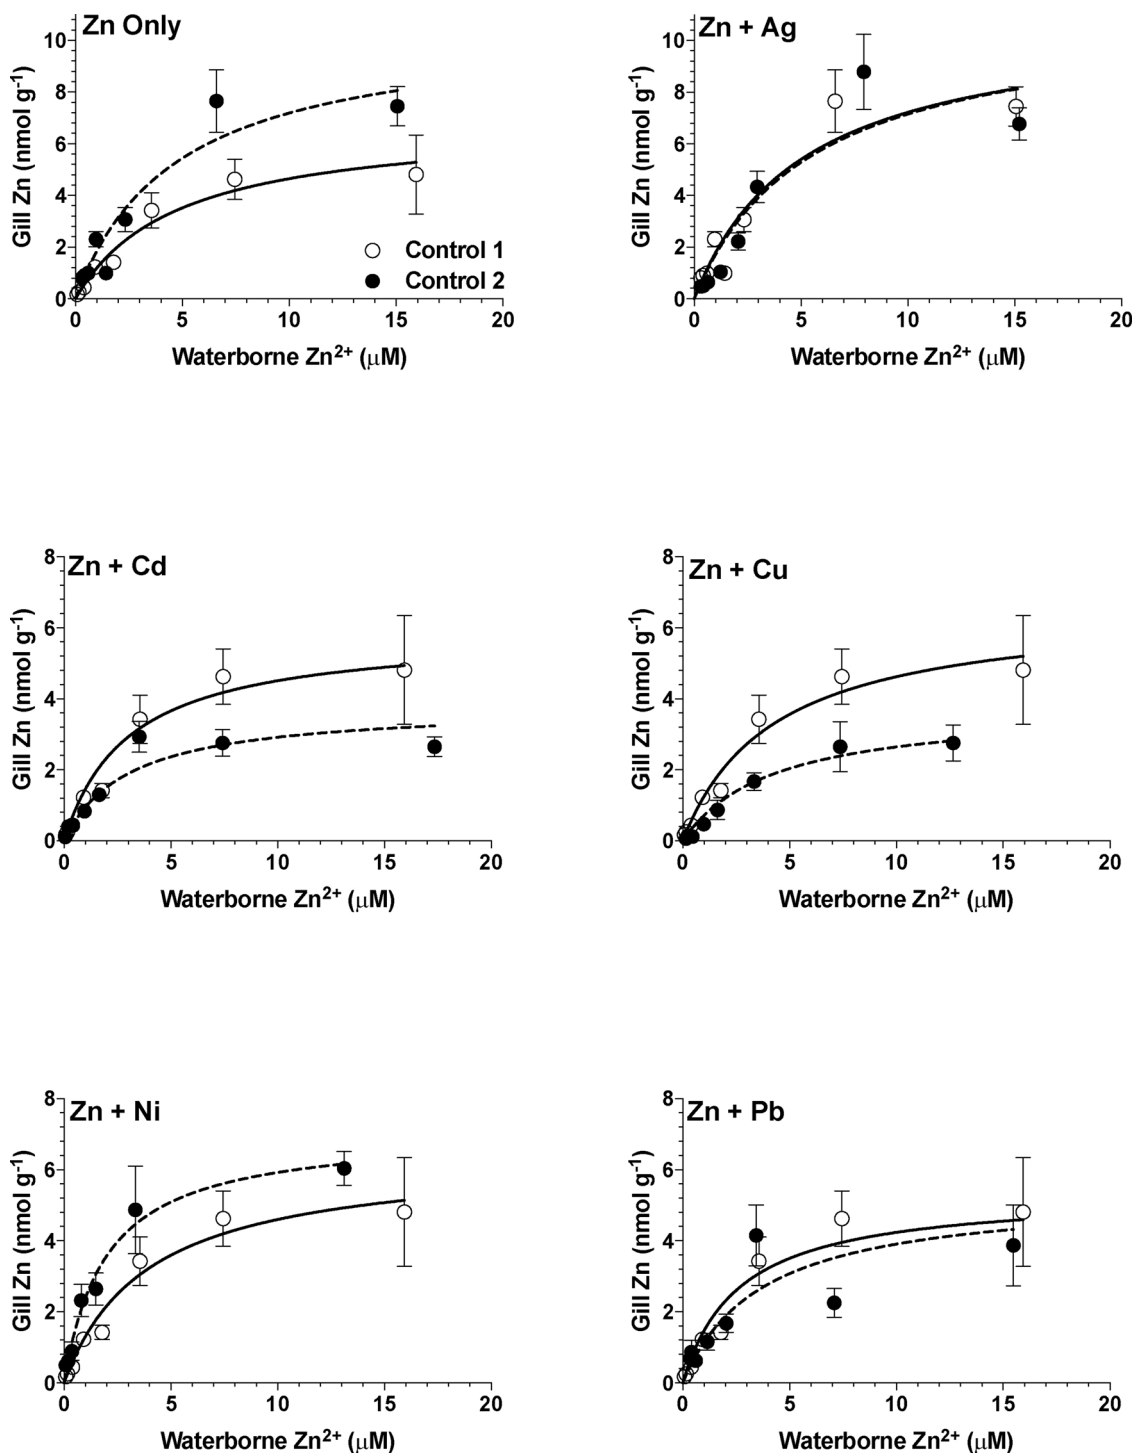 Zn Only
Gill Zn (nmol g⁻¹)
10
8
6
4
2
0
Control 1
Control 2
0 5 10 15 20
Waterborne Zn²⁺ (μM)
Zn + Ag
Gill Zn (nmol g⁻¹)
10
8
6
4
2
0
0 5 10 15 20
Waterborne Zn²⁺ (μM)
Zn + Cd
Gill Zn (nmol g⁻¹)
8
6
4
2
0
0 5 10 15 20
Waterborne Zn²⁺ (μM)
Zn + Cu
Gill Zn (nmol g⁻¹)
8
6
4
2
0
0 5 10 15 20
Waterborne Zn²⁺ (μM)
Zn + Ni
Gill Zn (nmol g⁻¹)
8
6
4
2
0
0 5 10 15 20
Waterborne Zn²⁺ (μM)
Zn + Pb
Gill Zn (nmol g⁻¹)
8
6
4
2
0
0 5 10 15 20
Waterborne Zn²⁺ (μM)